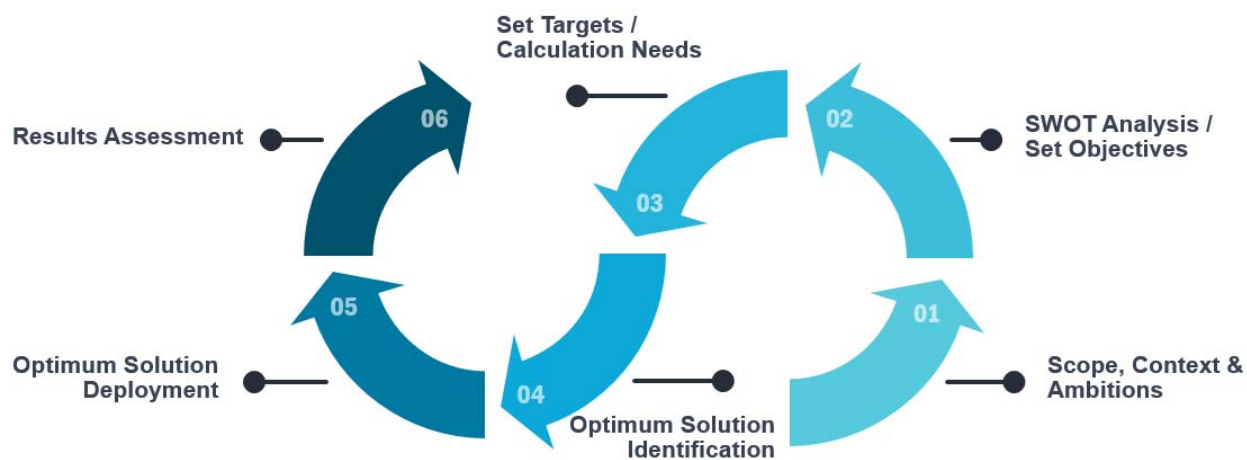 Set Targets /
Calculation Needs
06
02
Results Assessment
SWOT Analysis /
Set Objectives
03
05
01
Optimum Solution
Deployment
04
Scope, Context &
Ambitions
Optimum Solution
Identification